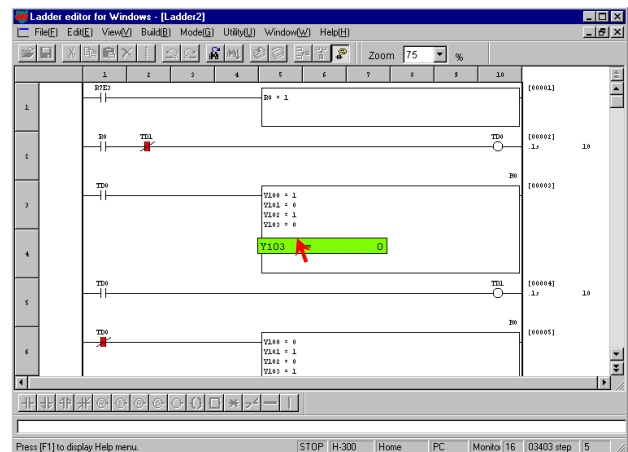 Ladder editor for Windows - [Ladder2]
File(F) Edit(E) View(V) Build(B) Mode(G) Utility(U) Window(W) Help(H)
Zoom 75 %
1 2 3 4 5 6 7 8 9 10
1
R7E3
R0 = 1
[00001]
2
R0 TD1 TD0 [00002]
.1s 10
R0
3
TD0 [00003]
Y100 = 1
Y101 = 0
Y102 = 1
Y103 = 0
4
Y103 = 0
5
TD0 TD1 [00004]
.1s 10
R0
6
TD0 [00005]
Y100 = 0
Y101 = 1
Y102 = 0
Y103 = 1
Press [F1] to display Help menu. STOP H-300 Home PC Monitor 16 03403 step 5